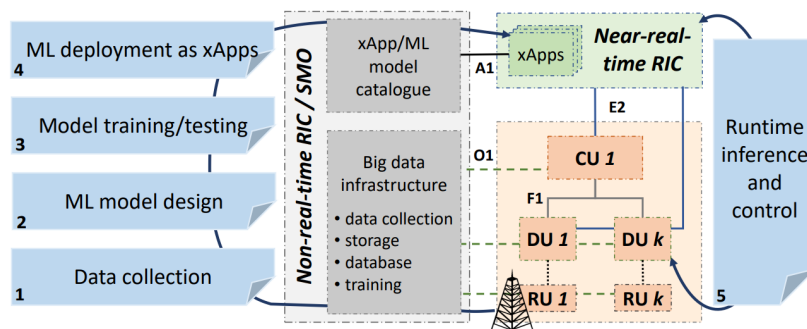 ML deployment as xApps
4
Model training/testing
3
ML model design
2
Data collection
1
Non-real-time RIC / SMO
xApp/ML
model
catalogue
Big data
infrastructure
• data collection
• storage
• database
• training
A1
O1
xApps
Near-real-
time RIC
E2
CU 1
F1
DU 1
DU k
RU 1
RU k
Runtime
inference
and
control
5